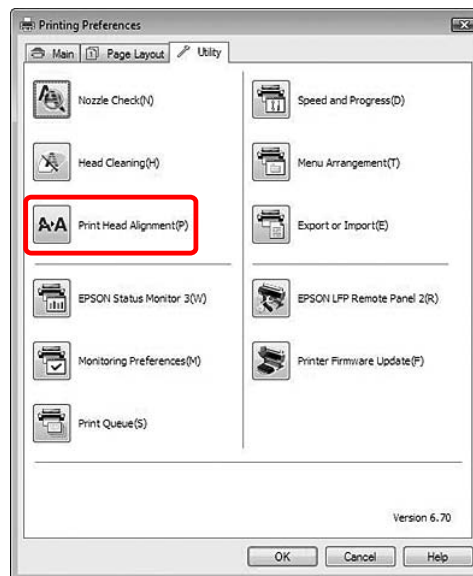 Printing Preferences
Main
Page Layout
Utility
Nozzle Check(N)
Speed and Progress(D)
Head Cleaning(H)
Menu Arrangement(T)
Print Head Alignment(P)
Export or Import(E)
EPSON Status Monitor 3(W)
EPSON LFP Remote Panel 2(R)
Monitoring Preferences(M)
Printer Firmware Update(F)
Print Queue(S)
Version 6.70
OK
Cancel
Help